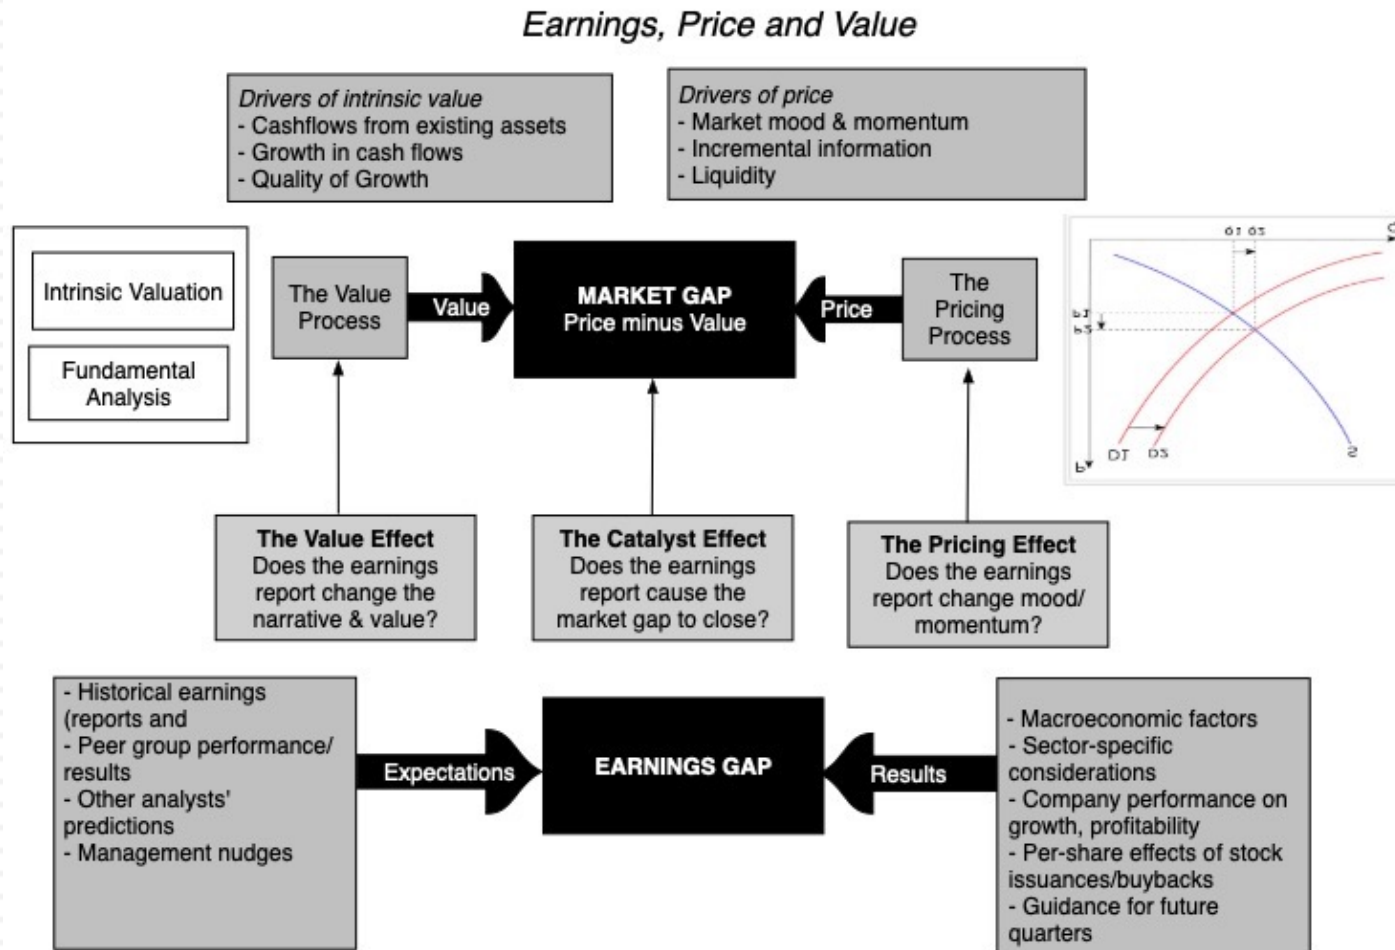 Earnings, Price and Value
Drivers of intrinsic value
- Cashflows from existing assets
- Growth in cash flows
- Quality of Growth
Drivers of price
- Market mood & momentum
- Incremental information
- Liquidity
Intrinsic Valuation
Fundamental
Analysis
The Value
Process
Value
MARKET GAP
Price minus Value
Price
The
Pricing
Process
Q1 Q2
Q
P1
P2
D1 D2
S
P
The Value Effect
Does the earnings
report change the
narrative & value?
The Catalyst Effect
Does the earnings
report cause the
market gap to close?
The Pricing Effect
Does the earnings
report change mood/
momentum?
- Historical earnings
(reports and
- Peer group performance/
results
- Other analysts'
predictions
- Management nudges
Expectations
EARNINGS GAP
Results
- Macroeconomic factors
- Sector-specific
considerations
- Company performance on
growth, profitability
- Per-share effects of stock
issuances/buybacks
- Guidance for future
quarters